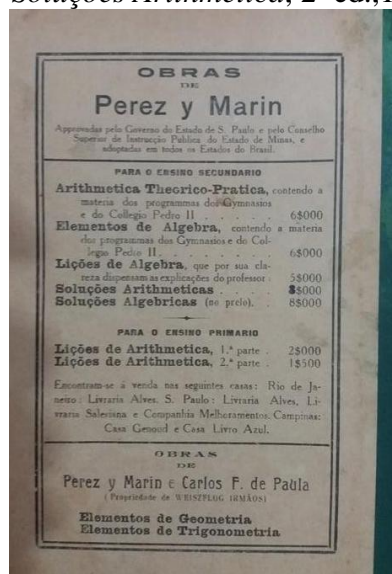 Soluções Arithmetica, 2ª ed.,1
OBRAS
DE
Perez y Marin
Approvadas pelo Governo do Estado de S. Paulo e pelo Conselho
Superior de Instrucção Publica do Estado de Minas, e
adoptadas em todos os Estados do Brasil.
PARA O ENSINO SECUNDARIO
Arithmetica Theorico-Pratica, contendo a
materia dos programmas dos Gymnasios
e do Collegio Pedro II . . . . . 6$000
Elementos de Algebra, contendo a materia
dos programmas dos Gymnasios e do Col-
legio Pedro II. . . . . . . . 6$000
Lições de Algebra, que por sua cla-
reza dispensam as explicações do professor . 5$000
Soluções Arithmeticas . . . 8$000
Soluções Algebricas (no prelo). . 8$000
PARA O ENSINO PRIMARIO
Lições de Arithmetica, 1.ª parte . 2$000
Lições de Arithmetica, 2.ª parte . 1$500
Encontram-se á venda nas seguintes casas: Rio de Ja-
neiro: Livraria Alves. S. Paulo: Livraria Alves, Li-
vraria Salesiana e Companhia Melhoramentos. Campinas:
Casa Genoud e Casa Livro Azul.
OBRAS
DE
Perez y Marin e Carlos F. de Paula
(Propriedade de WEISZFLOG IRMÃOS)
Elementos de Geometria
Elementos de Trigonometria